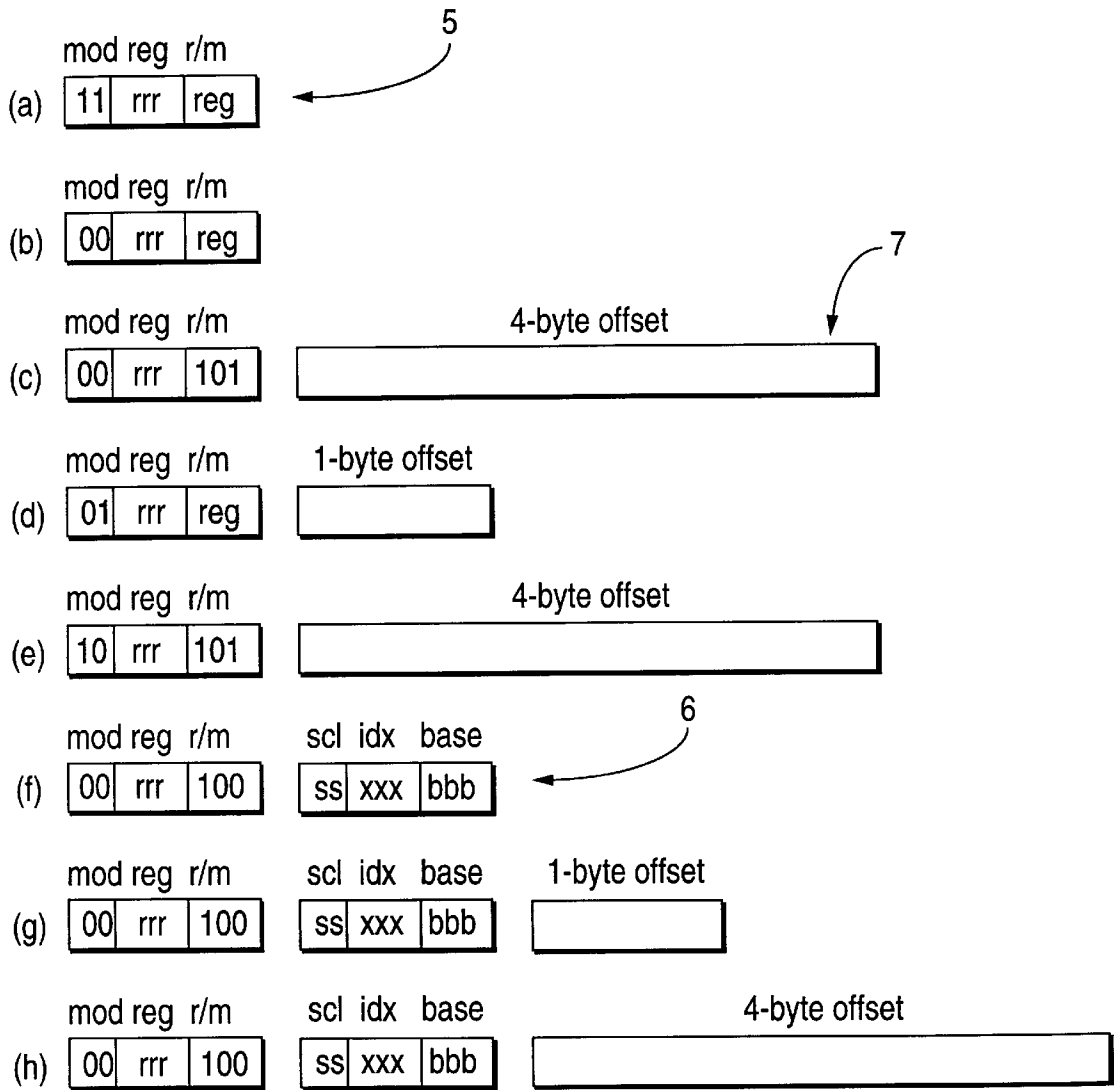 5
mod reg r/m
(a) 11 rrr reg
mod reg r/m
(b) 00 rrr reg
7
mod reg r/m 4-byte offset
(c) 00 rrr 101
mod reg r/m 1-byte offset
(d) 01 rrr reg
mod reg r/m 4-byte offset
(e) 10 rrr 101
6
mod reg r/m scl idx base
(f) 00 rrr 100 ss xxx bbb
mod reg r/m scl idx base 1-byte offset
(g) 00 rrr 100 ss xxx bbb
mod reg r/m scl idx base 4-byte offset
(h) 00 rrr 100 ss xxx bbb